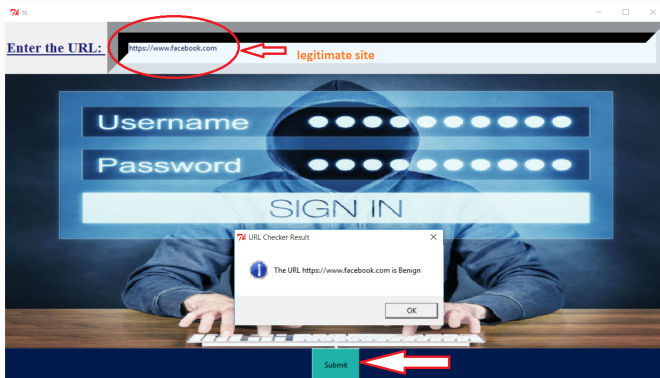 Enter the URL:
https://www.facebook.com
legitimate site
Username
Password
SIGN IN
URL Checker Result
The URL https://www.facebook.com is Benign
OK
Submit